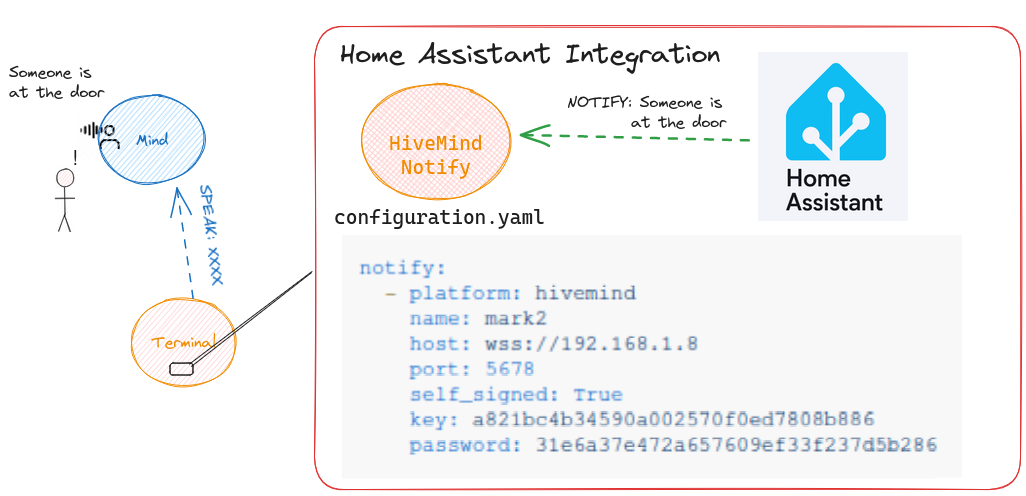 Someone is
at the door
Mind
!
SPEAK: XXXX
Terminal
Home Assistant Integration
HiveMind
Notify
NOTIFY: Someone is
at the door
Home
Assistant
configuration.yaml
notify:
- platform: hivemind
name: mark2
host: wss://192.168.1.8
port: 5678
self_signed: True
key: a821bc4b34590a002570f0ed7808b886
password: 31e6a37e472a657609ef33f237d5b286